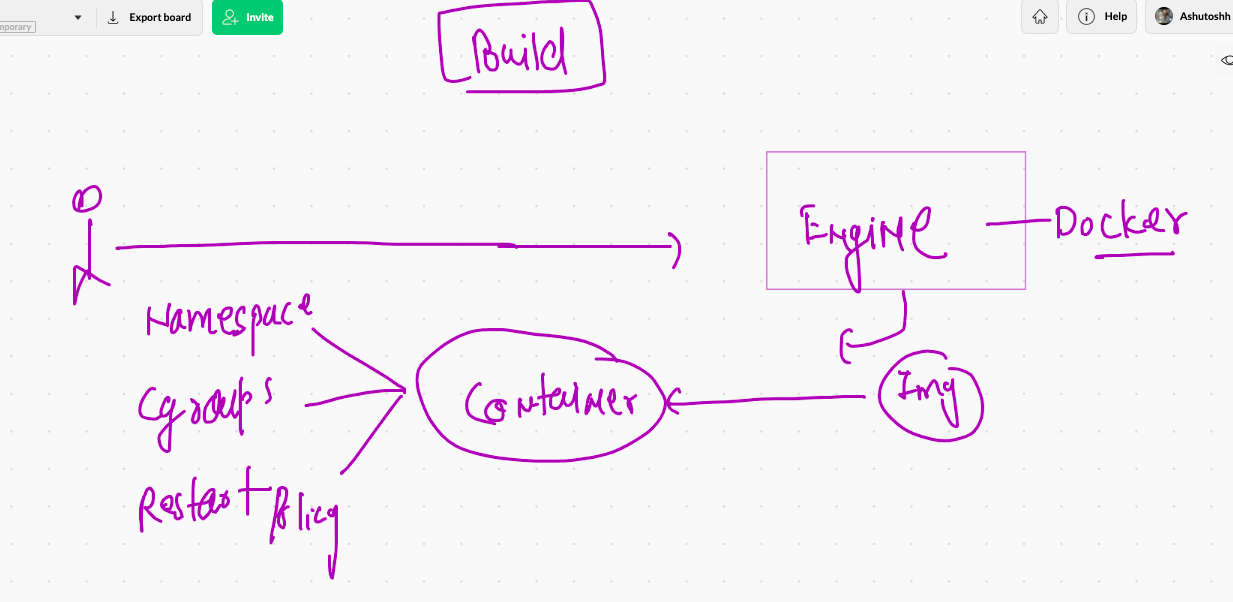 mporary
Export board
Invite
Help
Ashutoshh
Build
Engine
Docker
Namespace
Cgroups
Container
Img
Restart Policy